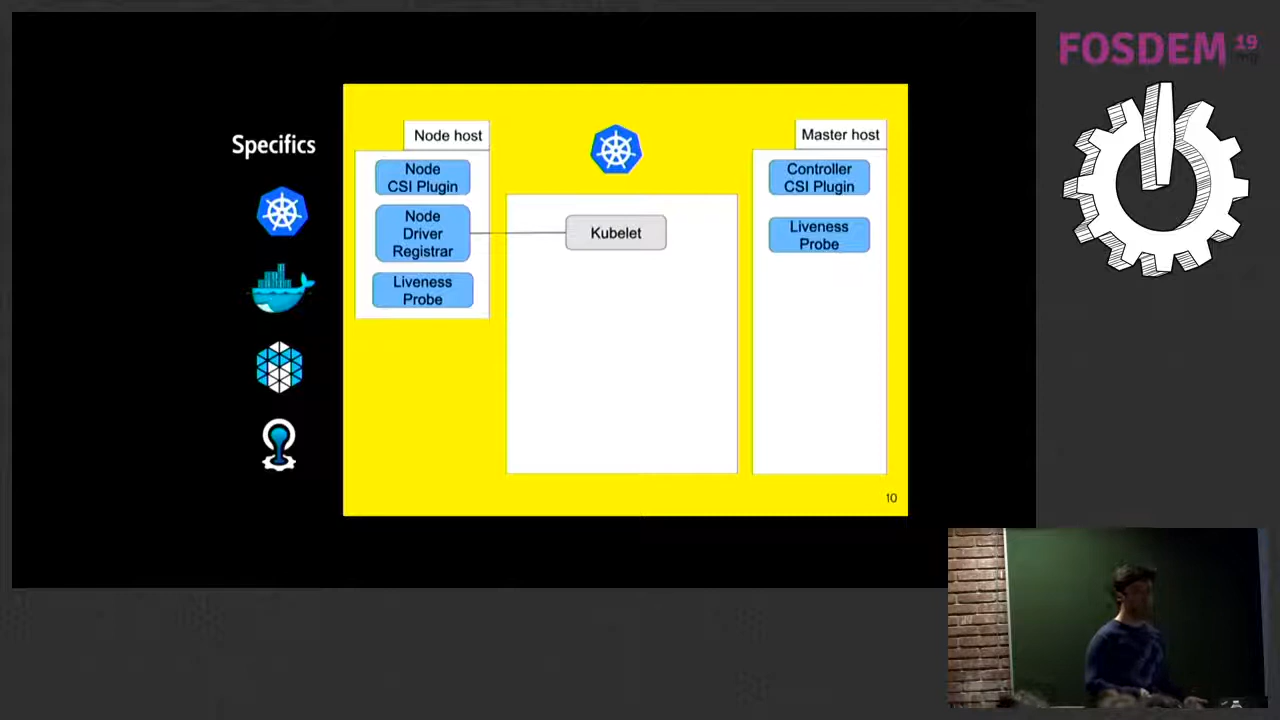 FOSDEM 19
Specifics
Node host
Node
CSI Plugin
Node
Driver
Registrar
Liveness
Probe
Kubelet
Master host
Controller
CSI Plugin
Liveness
Probe
10